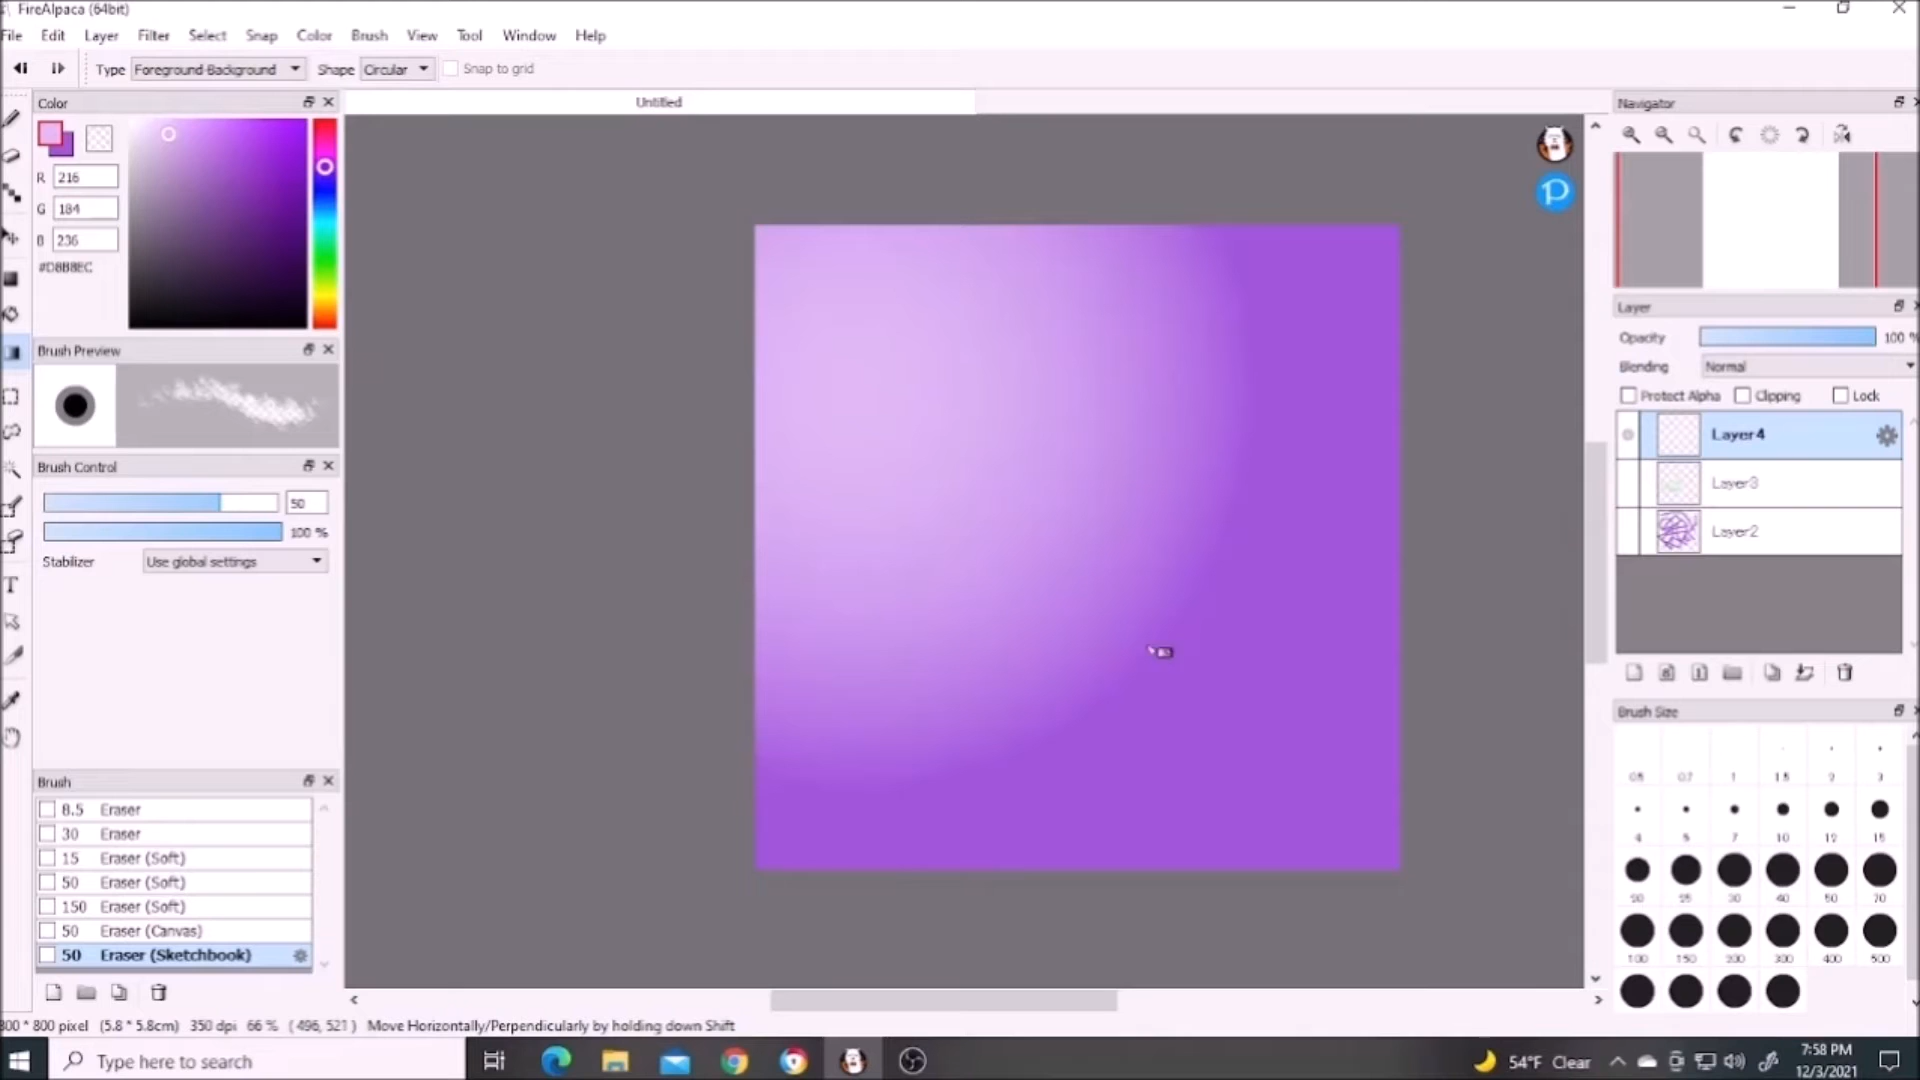 FireAlpaca (64bit)
File Edit Layer Filter Select Snap Color Brush View Tool Window Help
Type Foreground-Background Shape Circular Snap to grid
Color
Untitled
Navigator
R 216
G 184
B 236
#D8B8EC
Layer
Opacity 100 %
Blending Normal
Protect Alpha Clipping Lock
Brush Preview
Layer4
Layer3
Layer2
Brush Control
50
100 %
Stabilizer Use global settings
Brush Size
0.5 0.7 1 1.5 2 3
4 5 7 10 12 15
20 25 30 40 50 70
100 150 200 300 400 500
Brush
8.5 Eraser
30 Eraser
15 Eraser (Soft)
50 Eraser (Soft)
150 Eraser (Soft)
50 Eraser (Canvas)
50 Eraser (Sketchbook)
800 * 800 pixel (5.8 * 5.8cm) 350 dpi 66 % ( 496, 521 ) Move Horizontally/Perpendicularly by holding down Shift
Type here to search
54°F Clear
7:58 PM
12/3/2021